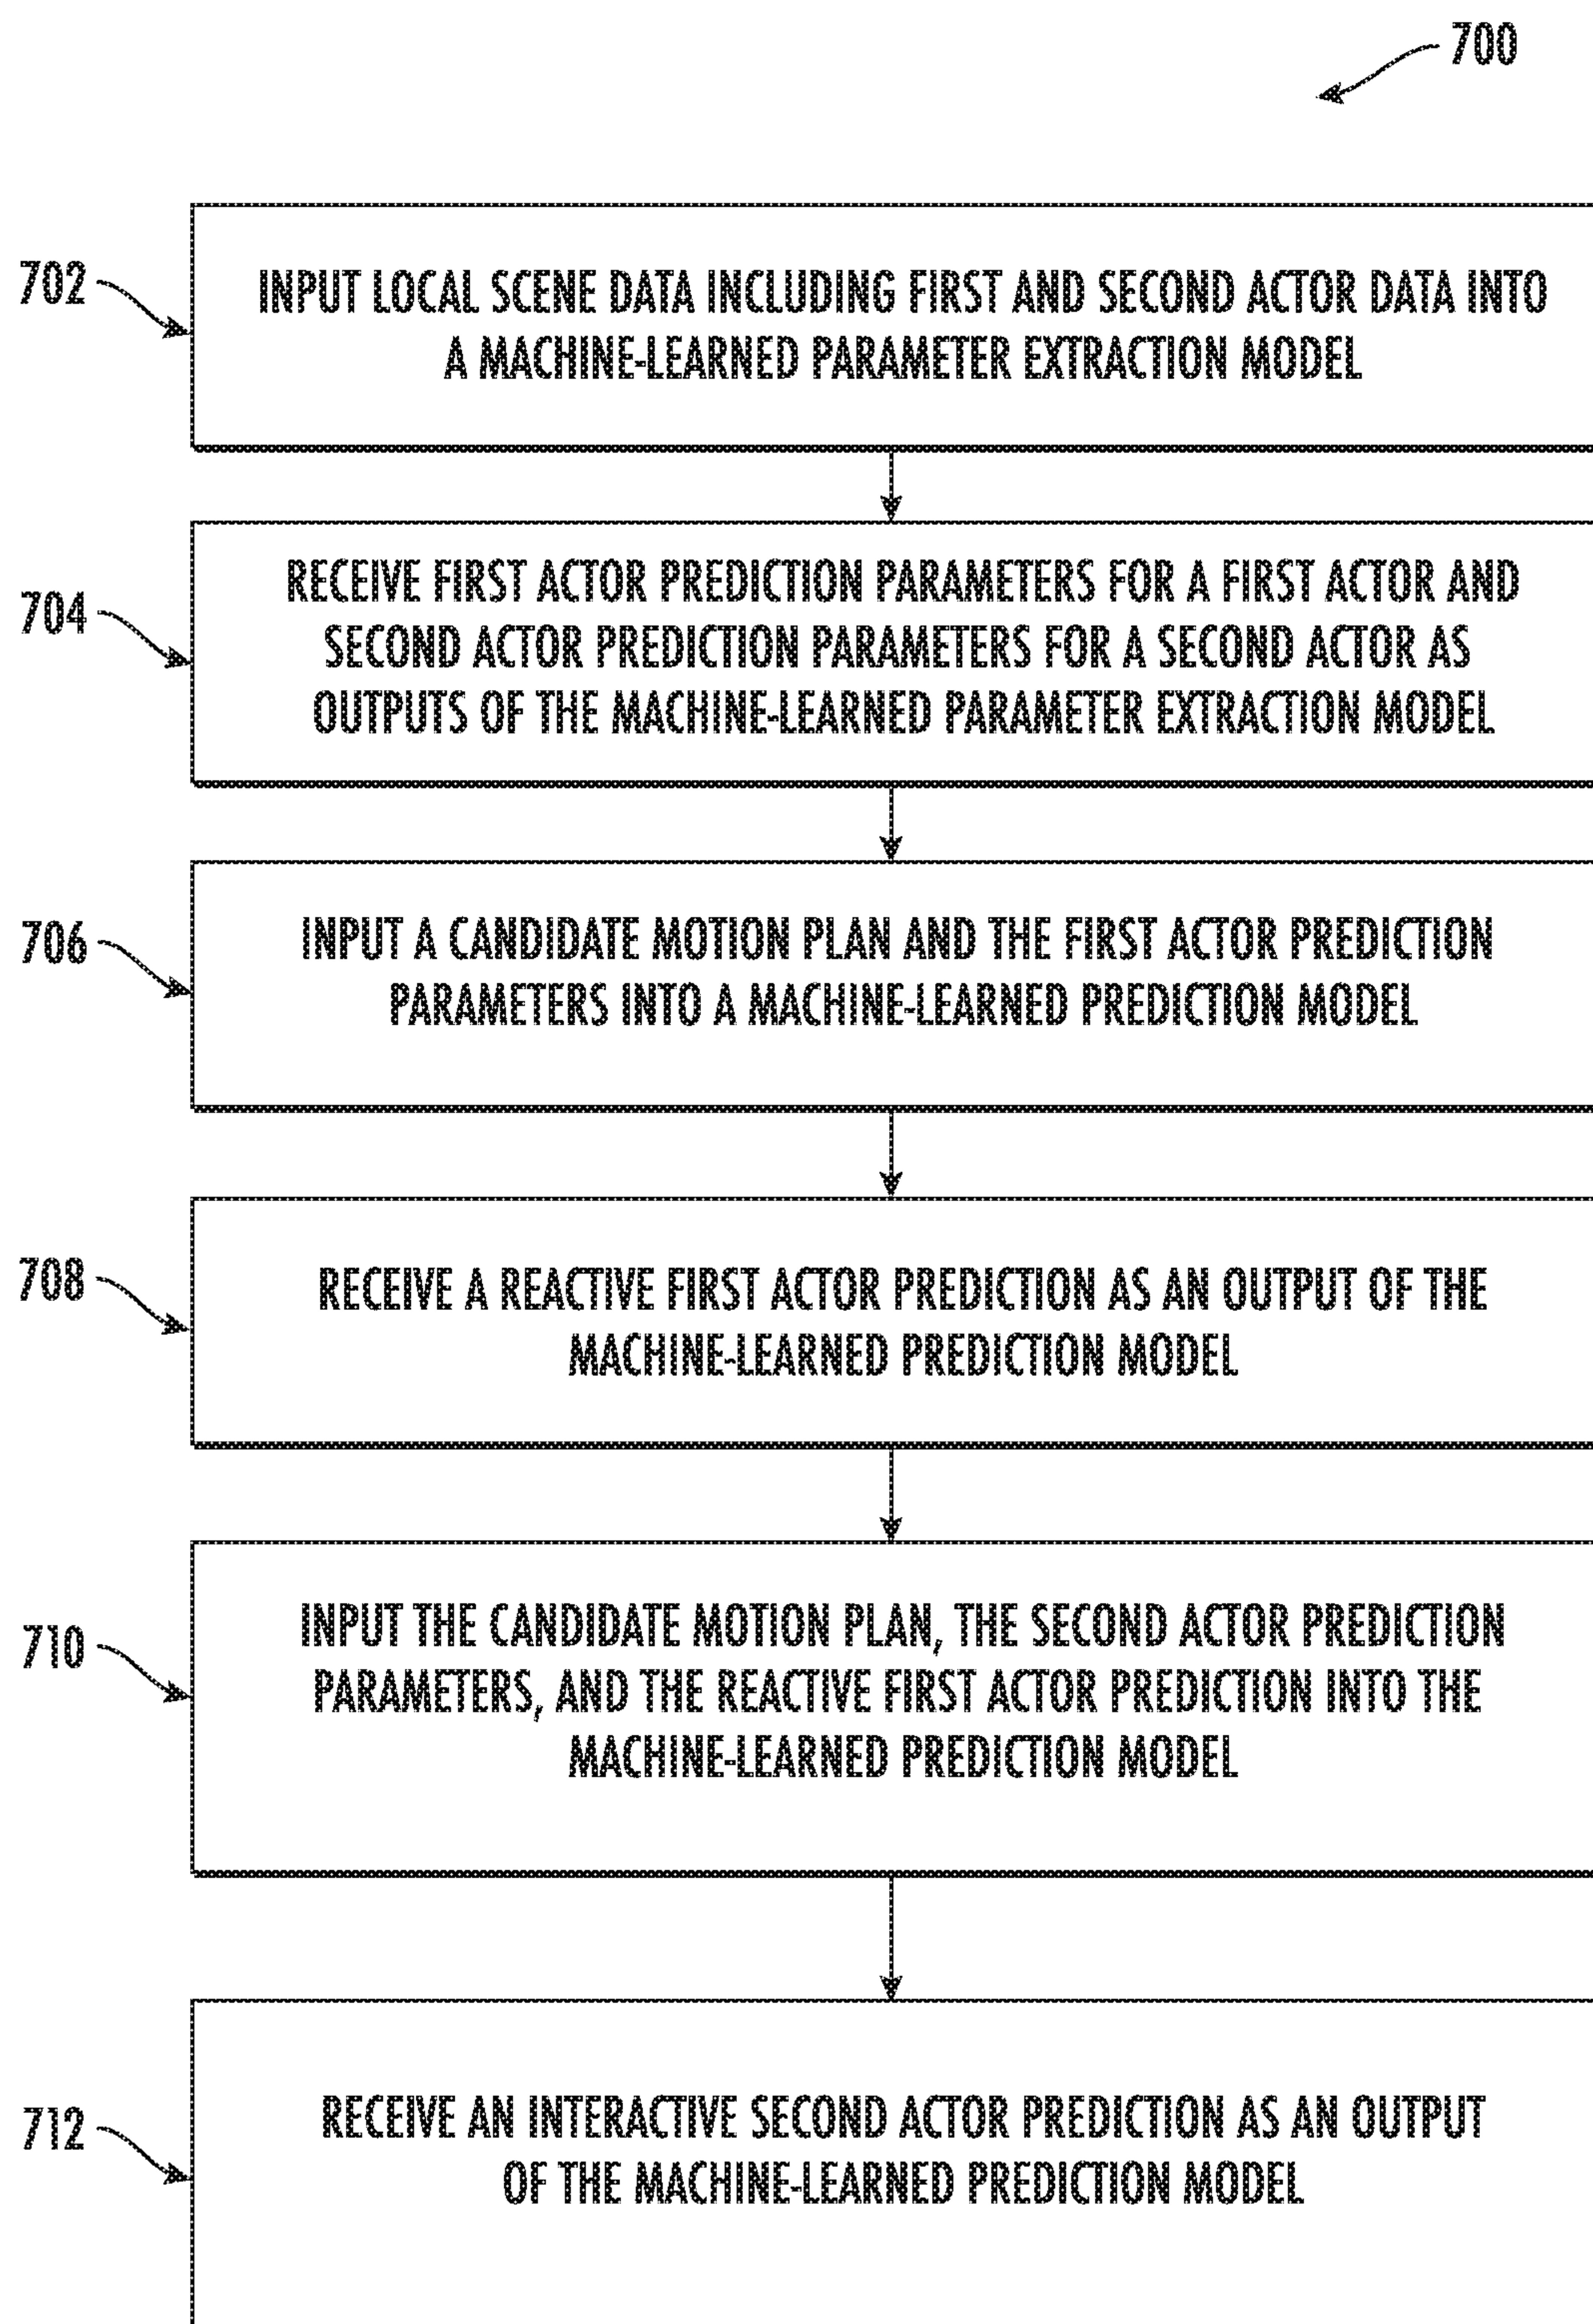 700
702
INPUT LOCAL SCENE DATA INCLUDING FIRST AND SECOND ACTOR DATA INTO
A MACHINE-LEARNED PARAMETER EXTRACTION MODEL
704
RECEIVE FIRST ACTOR PREDICTION PARAMETERS FOR A FIRST ACTOR AND
SECOND ACTOR PREDICTION PARAMETERS FOR A SECOND ACTOR AS
OUTPUTS OF THE MACHINE-LEARNED PARAMETER EXTRACTION MODEL
706
INPUT A CANDIDATE MOTION PLAN AND THE FIRST ACTOR PREDICTION
PARAMETERS INTO A MACHINE-LEARNED PREDICTION MODEL
708
RECEIVE A REACTIVE FIRST ACTOR PREDICTION AS AN OUTPUT OF THE
MACHINE-LEARNED PREDICTION MODEL
710
INPUT THE CANDIDATE MOTION PLAN, THE SECOND ACTOR PREDICTION
PARAMETERS, AND THE REACTIVE FIRST ACTOR PREDICTION INTO THE
MACHINE-LEARNED PREDICTION MODEL
712
RECEIVE AN INTERACTIVE SECOND ACTOR PREDICTION AS AN OUTPUT
OF THE MACHINE-LEARNED PREDICTION MODEL